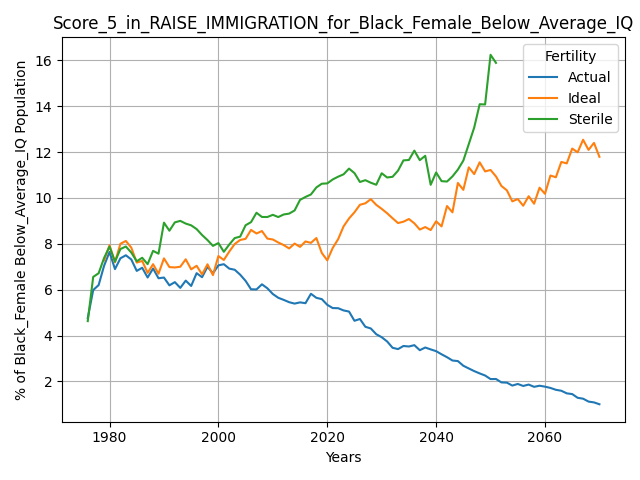 Score_5_in_RAISE_IMMIGRATION_for_Black_Female_Below_Average_IQ
% of Black_Female Below_Average_IQ Population
16
14
12
10
8
6
4
2
Fertility
Actual
Ideal
Sterile
1980 2000 2020 2040 2060
Years